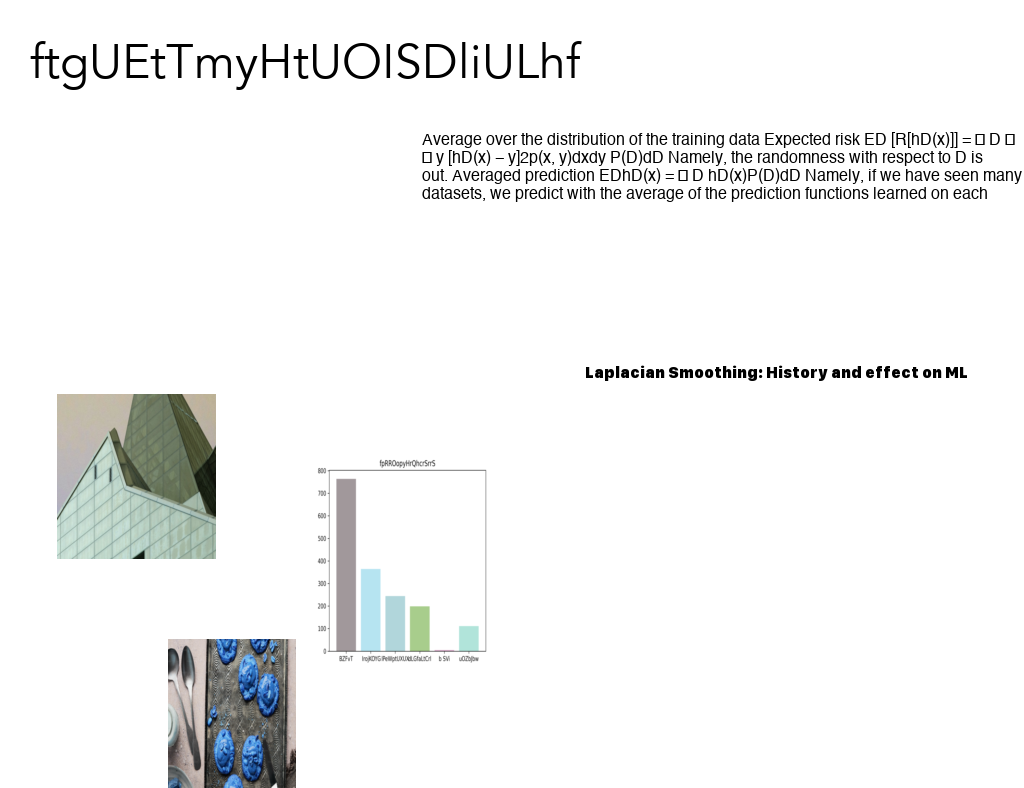 ftgUEtTmyHtUOISDliULhf
Average over the distribution of the training data Expected risk ED [R[hD(x)]] = □ D □
□ y [hD(x) – y]2p(x, y)dxdy P(D)dD Namely, the randomness with respect to D is
out. Averaged prediction EDhD(x) = □ D hD(x)P(D)dD Namely, if we have seen many
datasets, we predict with the average of the prediction functions learned on each
Laplacian Smoothing: History and effect on ML
fpRROopyHrQhcrSrrS
800
700
600
500
400
300
200
100
0
BZFvT b SVi uOZbJbw